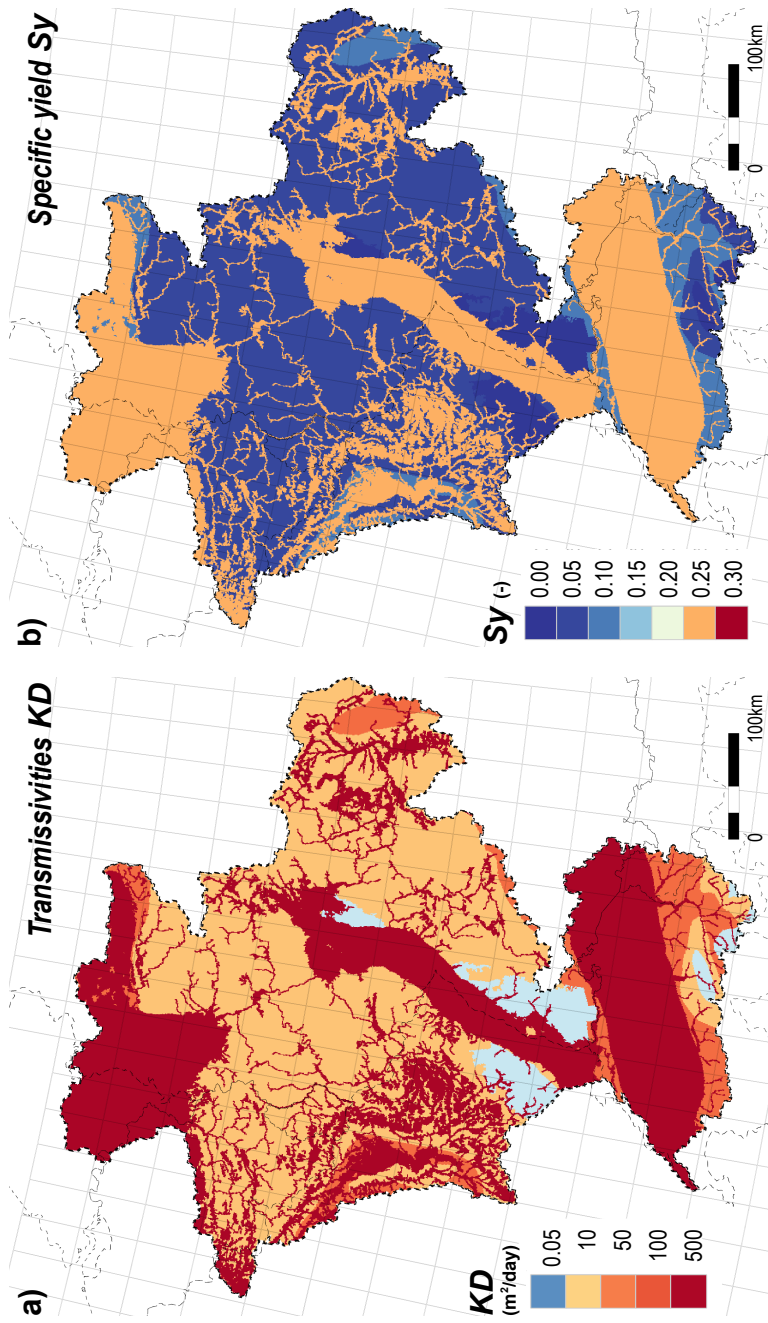 a)
Transmissivities KD
KD
(m²/day)
0.05
10
50
100
500
0
100km
b)
Specific yield Sy
Sy (-)
0.00
0.05
0.10
0.15
0.20
0.25
0.30
0
100km